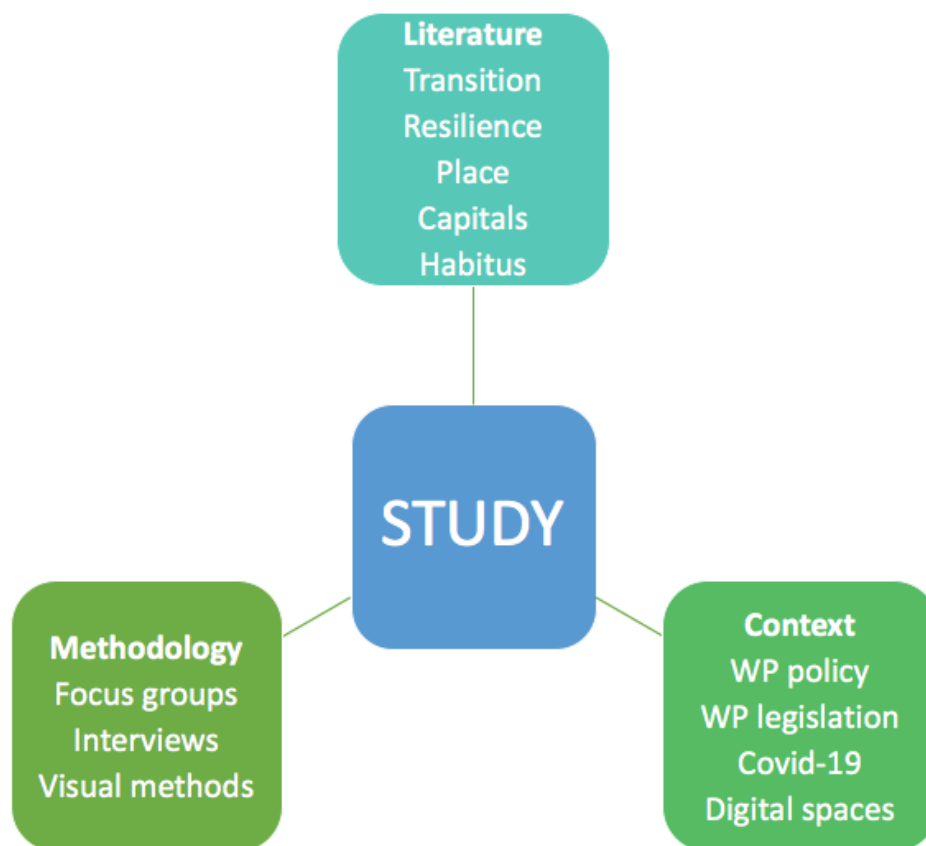 Literature
Transition
Resilience
Place
Capitals
Habitus
STUDY
Methodology
Focus groups
Interviews
Visual methods
Context
WP policy
WP legislation
Covid-19
Digital spaces